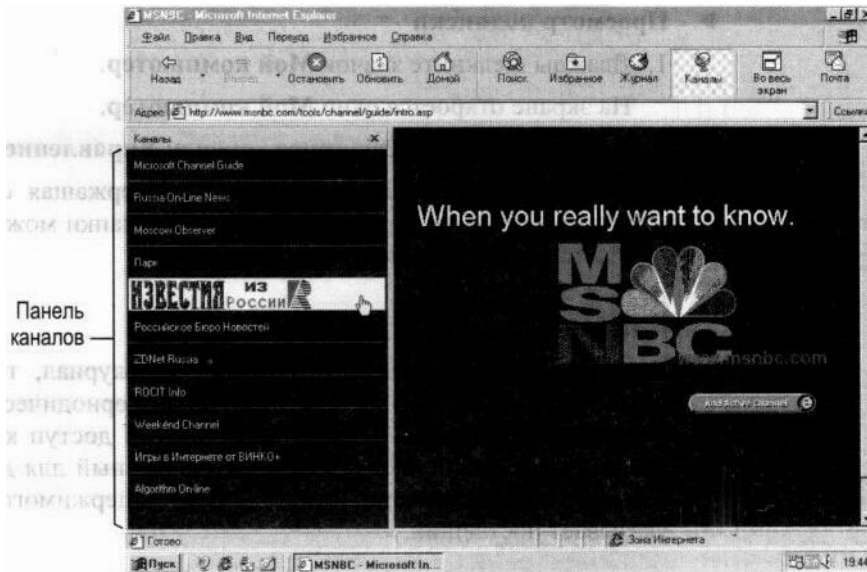 MSNBC - Microsoft Internet Explorer
Файл Правка Вид Переход Избранное Справка
Назад Вперед Остановить Обновить Домой Поиск Избранное Журнал Каналы Во весь экран Почта
Адрес http://www.msnbc.com/tools/channel/guide/intro.asp Ссылки
Каналы
Microsoft Channel Guide
Russia-On-Line News
Moscow Observer
Парк
ИЗВЕСТИЯ ИЗ РОССИИ R
Российское Бюро Новостей
ZDNet Russia
ROCIT Info
Weekend Channel
Игры в Интернете от ВИНКО+
Algorithm On-line
Панель каналов
When you really want to know.
MSNBC
www.msnbc.com
Add Active Channel
Готово Зона Интернета
Пуск MSNBC - Microsoft In... 19:44